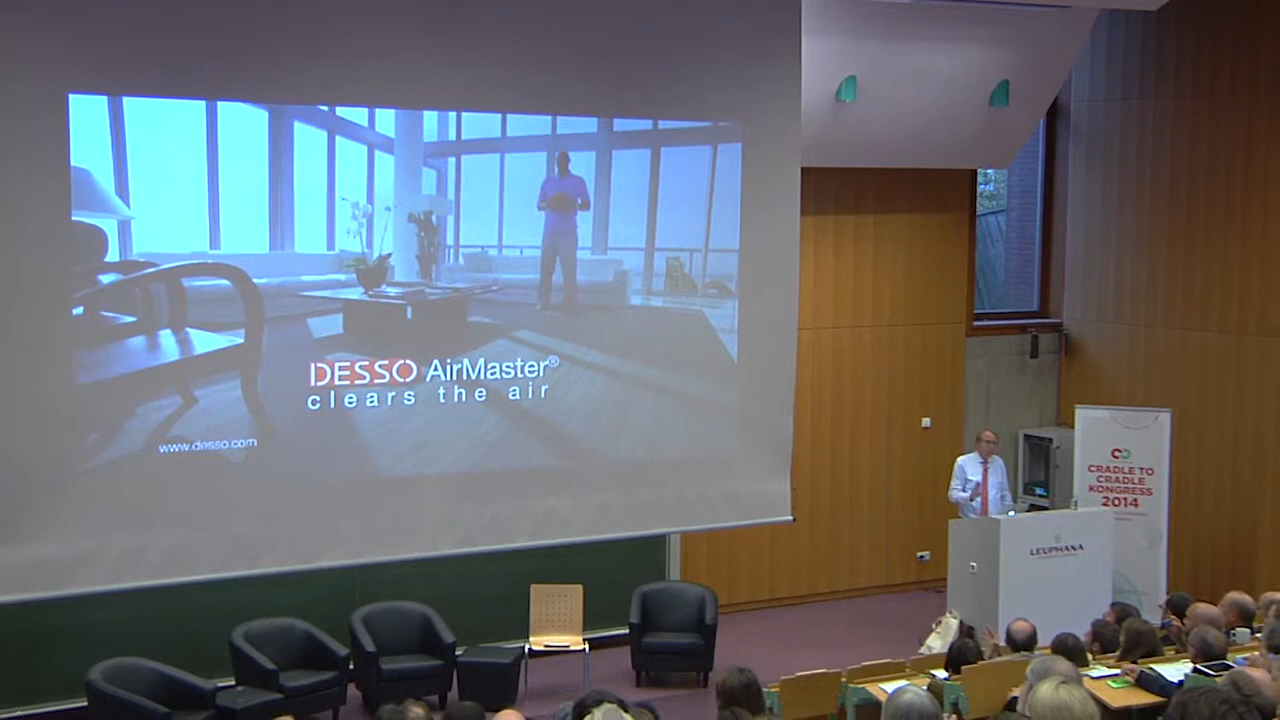 DESSO AirMaster®
clears the air
www.desso.com
CRADLE TO
CRADLE
KONGRESS
2014
LEUPHANA